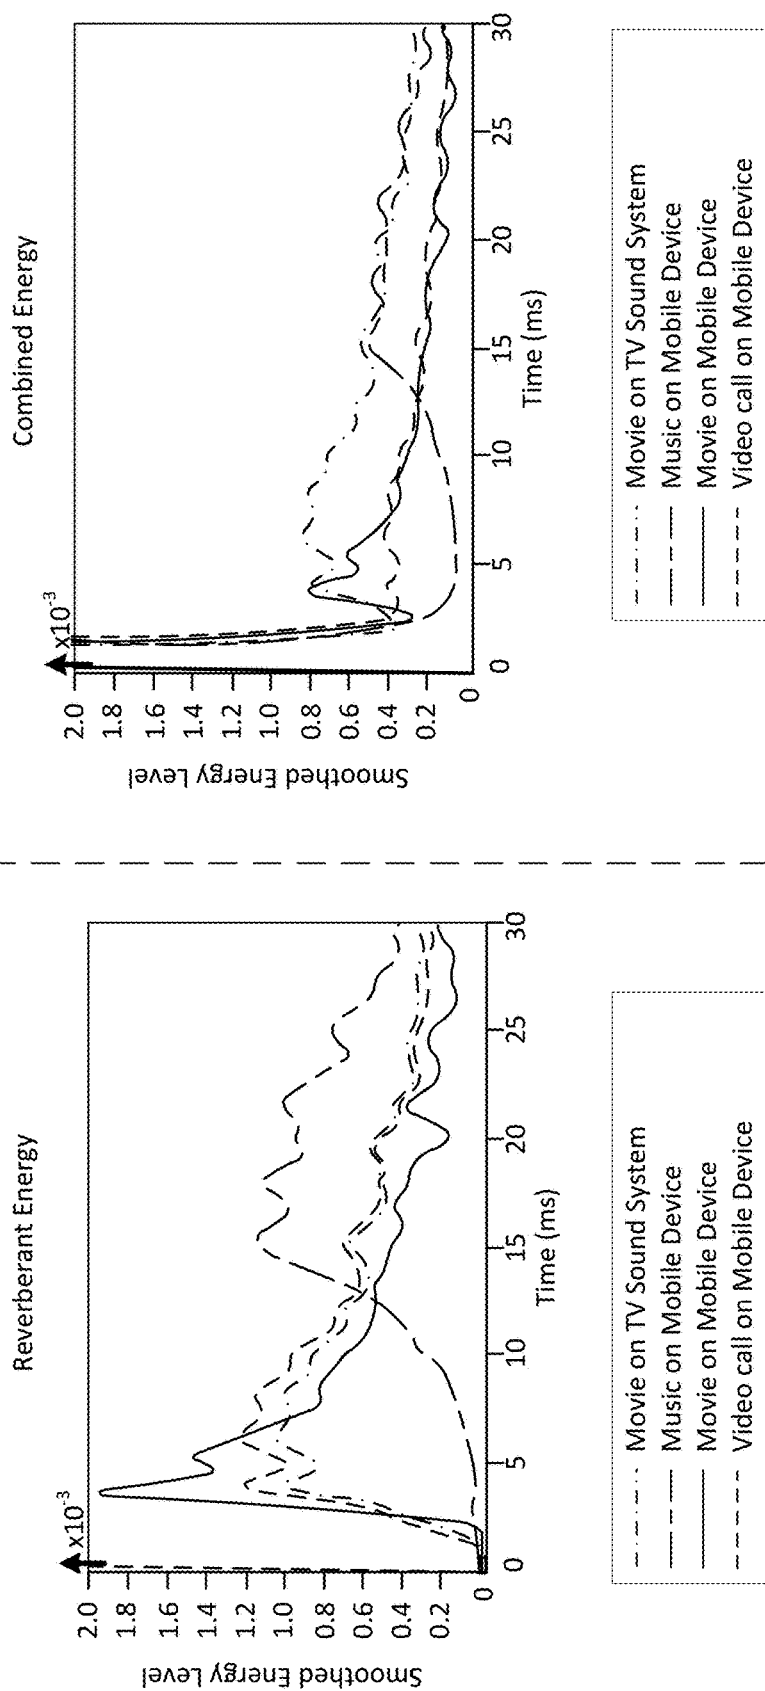 Reverberant Energy
x10-3
Smoothed Energy Level
2.0
1.8
1.6
1.4
1.2
1.0
0.8
0.6
0.4
0.2
0
0 5 10 15 20 25 30
Time (ms)
Movie on TV Sound System
Music on Mobile Device
Movie on Mobile Device
Video call on Mobile Device
Combined Energy
x10-3
Smoothed Energy Level
2.0
1.8
1.6
1.4
1.2
1.0
0.8
0.6
0.4
0.2
0
0 5 10 15 20 25 30
Time (ms)
Movie on TV Sound System
Music on Mobile Device
Movie on Mobile Device
Video call on Mobile Device